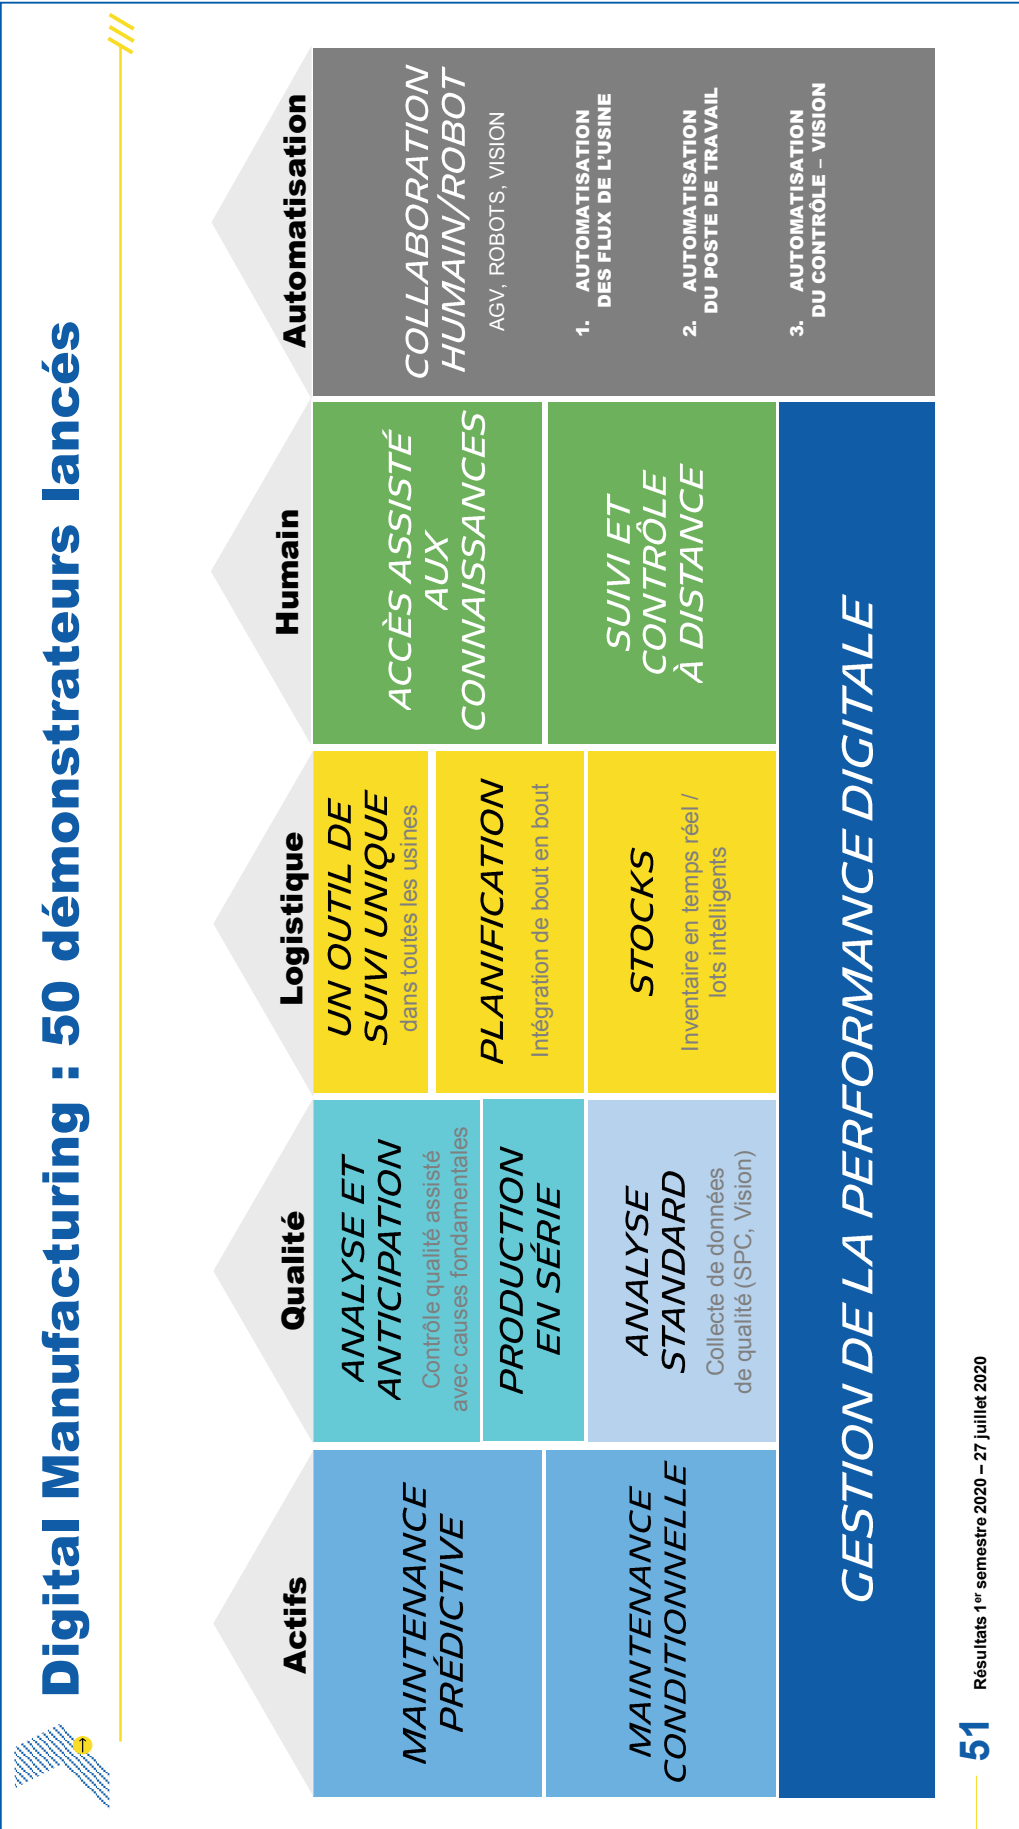 Digital Manufacturing : 50 démonstrateurs lancés
Actifs
MAINTENANCE
PRÉDICTIVE
MAINTENANCE
CONDITIONNELLE
Qualité
ANALYSE ET
ANTICIPATION
Contrôle qualité assisté
avec causes fondamentales
PRODUCTION
EN SÉRIE
ANALYSE
STANDARD
Collecte de données
de qualité (SPC, Vision)
Logistique
UN OUTIL DE
SUIVI UNIQUE
dans toutes les usines
PLANIFICATION
Intégration de bout en bout
STOCKS
Inventaire en temps réel /
lots intelligents
Humain
ACCÈS ASSISTÉ
AUX
CONNAISSANCES
SUIVI ET
CONTRÔLE
À DISTANCE
Automatisation
COLLABORATION
HUMAIN/ROBOT
AGV, ROBOTS, VISION
1. AUTOMATISATION
DES FLUX DE L'USINE
2. AUTOMATISATION
DU POSTE DE TRAVAIL
3. AUTOMATISATION
DU CONTRÔLE – VISION
GESTION DE LA PERFORMANCE DIGITALE
51 Résultats 1er semestre 2020 – 27 juillet 2020